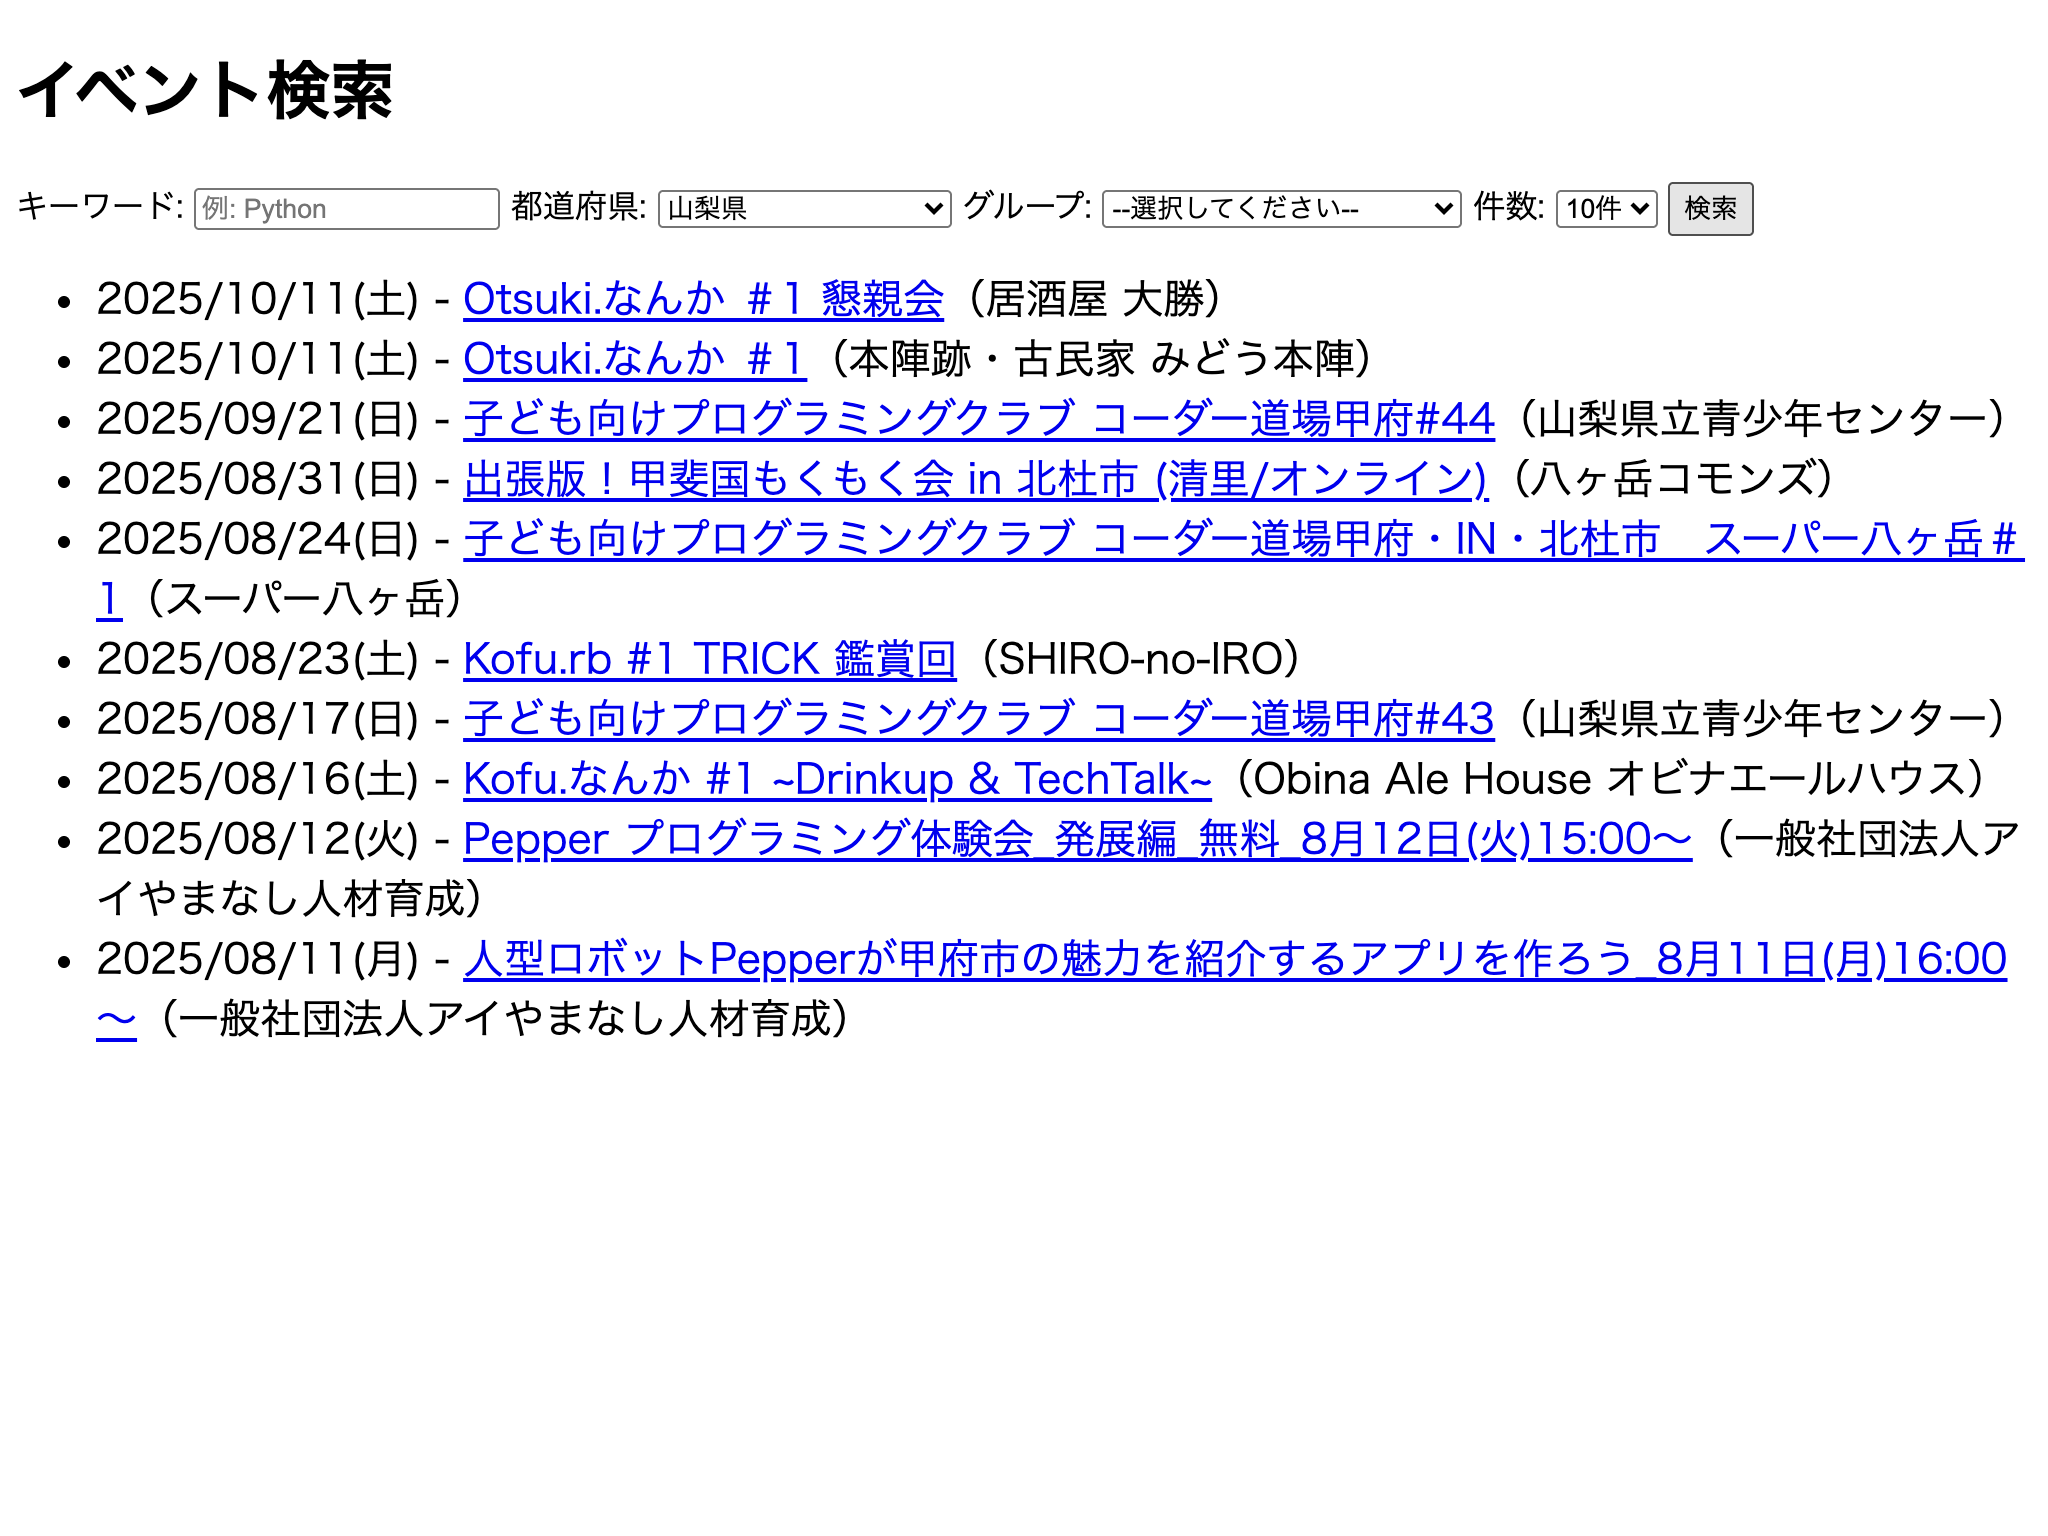 イベント検索
キーワード: 例: Python 都道府県: 山梨県 グループ: --選択してください-- 件数: 10件 検索
• 2025/10/11(土) - Otsuki.なんか ＃1 懇親会（居酒屋 大勝）
• 2025/10/11(土) - Otsuki.なんか ＃1（本陣跡・古民家 みどう本陣）
• 2025/09/21(日) - 子ども向けプログラミングクラブ コーダー道場甲府#44（山梨県立青少年センター）
• 2025/08/31(日) - 出張版！甲斐国もくもく会 in 北杜市 (清里/オンライン)（八ヶ岳コモンズ）
• 2025/08/24(日) - 子ども向けプログラミングクラブ コーダー道場甲府・IN・北杜市　スーパー八ヶ岳＃
1（スーパー八ヶ岳）
• 2025/08/23(土) - Kofu.rb #1 TRICK 鑑賞回（SHIRO-no-IRO）
• 2025/08/17(日) - 子ども向けプログラミングクラブ コーダー道場甲府#43（山梨県立青少年センター）
• 2025/08/16(土) - Kofu.なんか #1 ~Drinkup & TechTalk~（Obina Ale House オビナエールハウス）
• 2025/08/12(火) - Pepper プログラミング体験会_発展編_無料_8月12日(火)15:00〜（一般社団法人ア
イやまなし人材育成）
• 2025/08/11(月) - 人型ロボットPepperが甲府市の魅力を紹介するアプリを作ろう_8月11日(月)16:00
〜（一般社団法人アイやまなし人材育成）